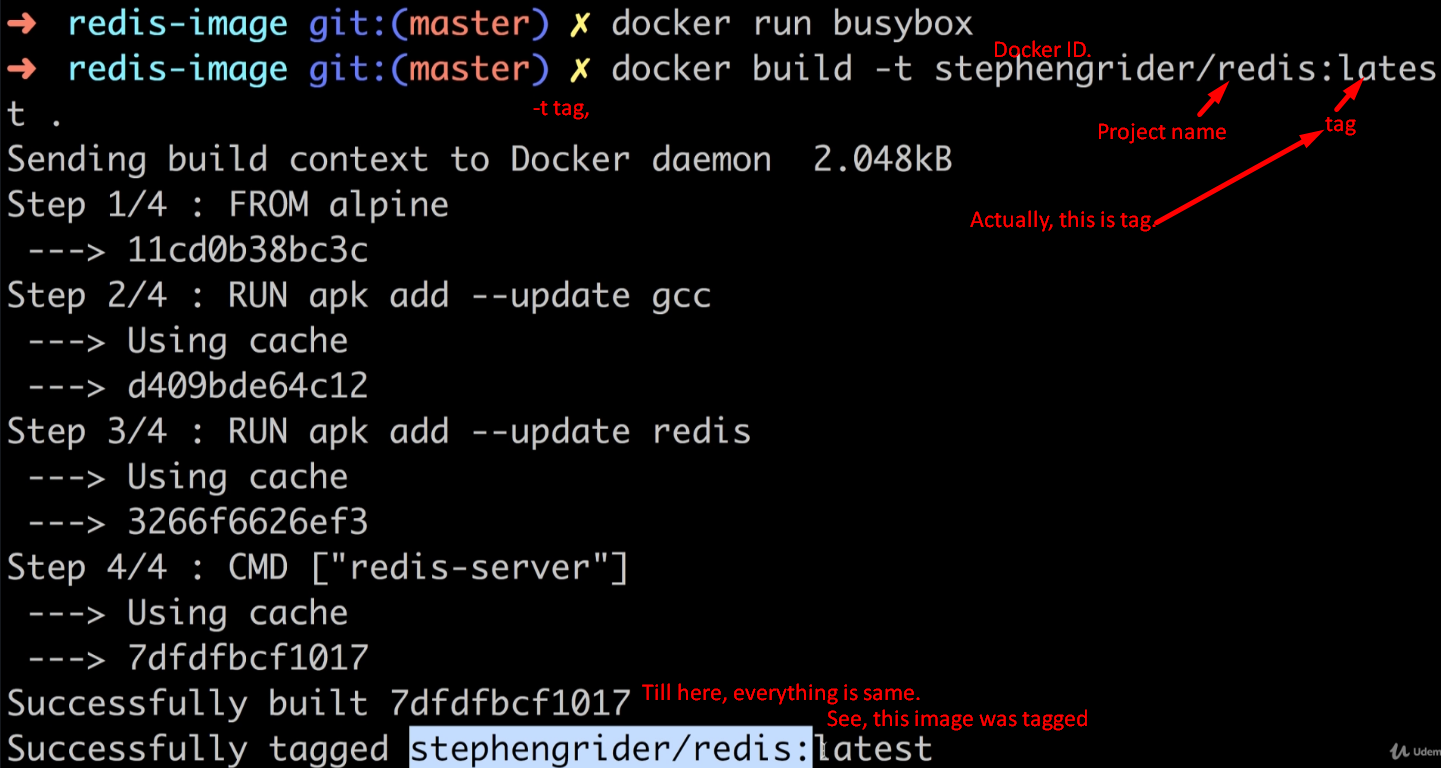 ➜ redis-image git:(master) ✗ docker run busybox
Docker ID.
➜ redis-image git:(master) ✗ docker build -t stephengrider/redis:lates
t .
-t tag,
Project name
tag
Sending build context to Docker daemon 2.048kB
Step 1/4 : FROM alpine
Actually, this is tag.
---> 11cd0b38bc3c
Step 2/4 : RUN apk add --update gcc
---> Using cache
---> d409bde64c12
Step 3/4 : RUN apk add --update redis
---> Using cache
---> 3266f6626ef3
Step 4/4 : CMD ["redis-server"]
---> Using cache
---> 7dfdfbcf1017
Successfully built 7dfdfbcf1017
Till here, everything is same.
See, this image was tagged
Successfully tagged stephengrider/redis:latest
Udem